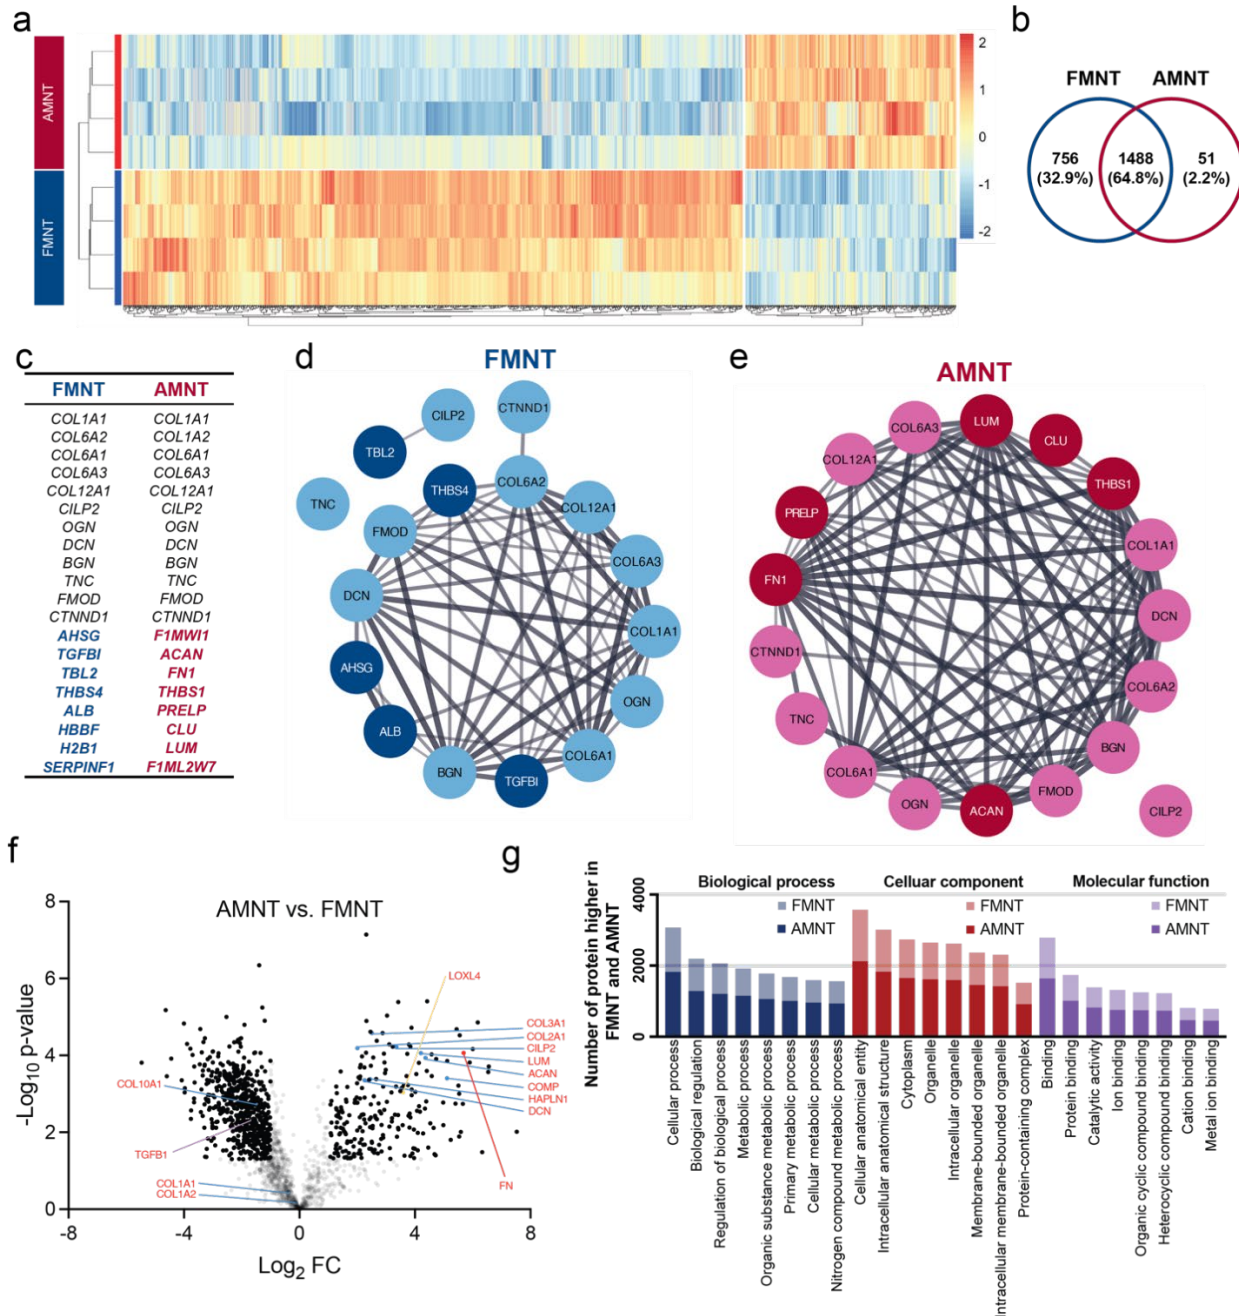 a
AMNT
FMNT
2
1
0
-1
-2
b
FMNT AMNT
756 1488 51
(32.9%) (64.8%) (2.2%)
c
FMNT AMNT
COL1A1 COL1A1
COL6A2 COL1A2
COL6A1 COL6A1
COL6A3 COL6A3
COL12A1 COL12A1
CILP2 CILP2
OGN OGN
DCN DCN
BGN BGN
TNC TNC
FMOD FMOD
CTNND1 CTNND1
AHSG F1MWI1
TGFBI ACAN
TBL2 FN1
THBS4 THBS1
ALB PRELP
HBBF CLU
H2B1 LUM
SERPINF1 F1ML2W7
d
FMNT
CTNND1
CILP2
TBL2
THBS4
COL6A2
TNC
COL12A1
FMOD
COL6A3
DCN
COL1A1
AHSG
OGN
ALB
COL6A1
BGN
TGFBI
e
AMNT
LUM
COL6A3
CLU
COL12A1
THBS1
PRELP
COL1A1
FN1
DCN
CTNND1
COL6A2
TNC
BGN
COL6A1
FMOD
OGN
ACAN
CILP2
f
AMNT vs. FMNT
8
6
4
2
0
-Log10 p-value
-8 -4 0 4 8
Log2 FC
LOXL4
COL3A1
COL2A1
CILP2
LUM
ACAN
COMP
HAPLN1
DCN
FN
COL10A1
TGFB1
COL1A1
COL1A2
g
Number of protein higher in
FMNT and AMNT
4000
2000
0
Biological process
FMNT
AMNT
Celluar component
FMNT
AMNT
Molecular function
FMNT
AMNT
Cellular process
Biological regulation
Regulation of biological process
Metabolic process
Organic substance metabolic process
Primary metabolic process
Cellular metabolic process
Nitrogen compound metabolic process
Cellular anatomical entity
Intracellular anatomical structure
Cytoplasm
Organelle
Intracellular organelle
Membrane-bounded organelle
Intracellular membrane-bounded organelle
Protein-containing complex
Binding
Protein binding
Catalytic activity
Ion binding
Organic cyclic compound binding
Heterocyclic compound binding
Cation binding
Metal ion binding